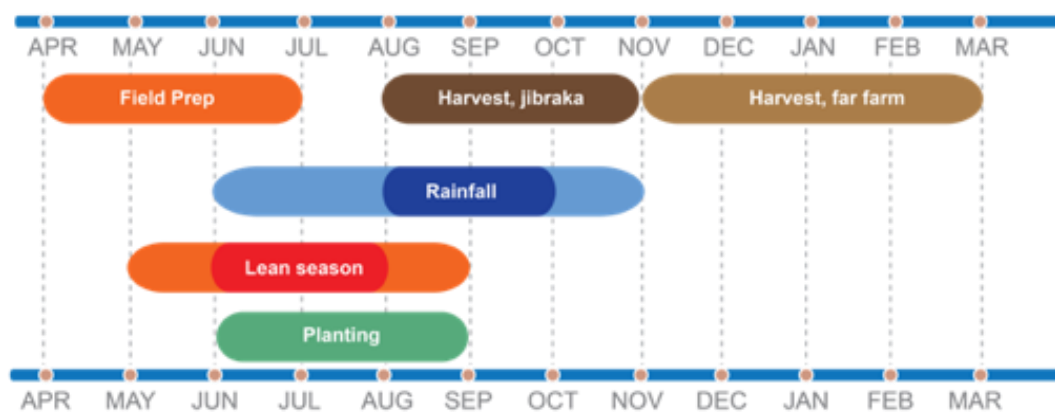 APR MAY JUN JUL AUG SEP OCT NOV DEC JAN FEB MAR
Field Prep Harvest, jibraka Harvest, far farm
Rainfall
Lean season
Planting
APR MAY JUN JUL AUG SEP OCT NOV DEC JAN FEB MAR